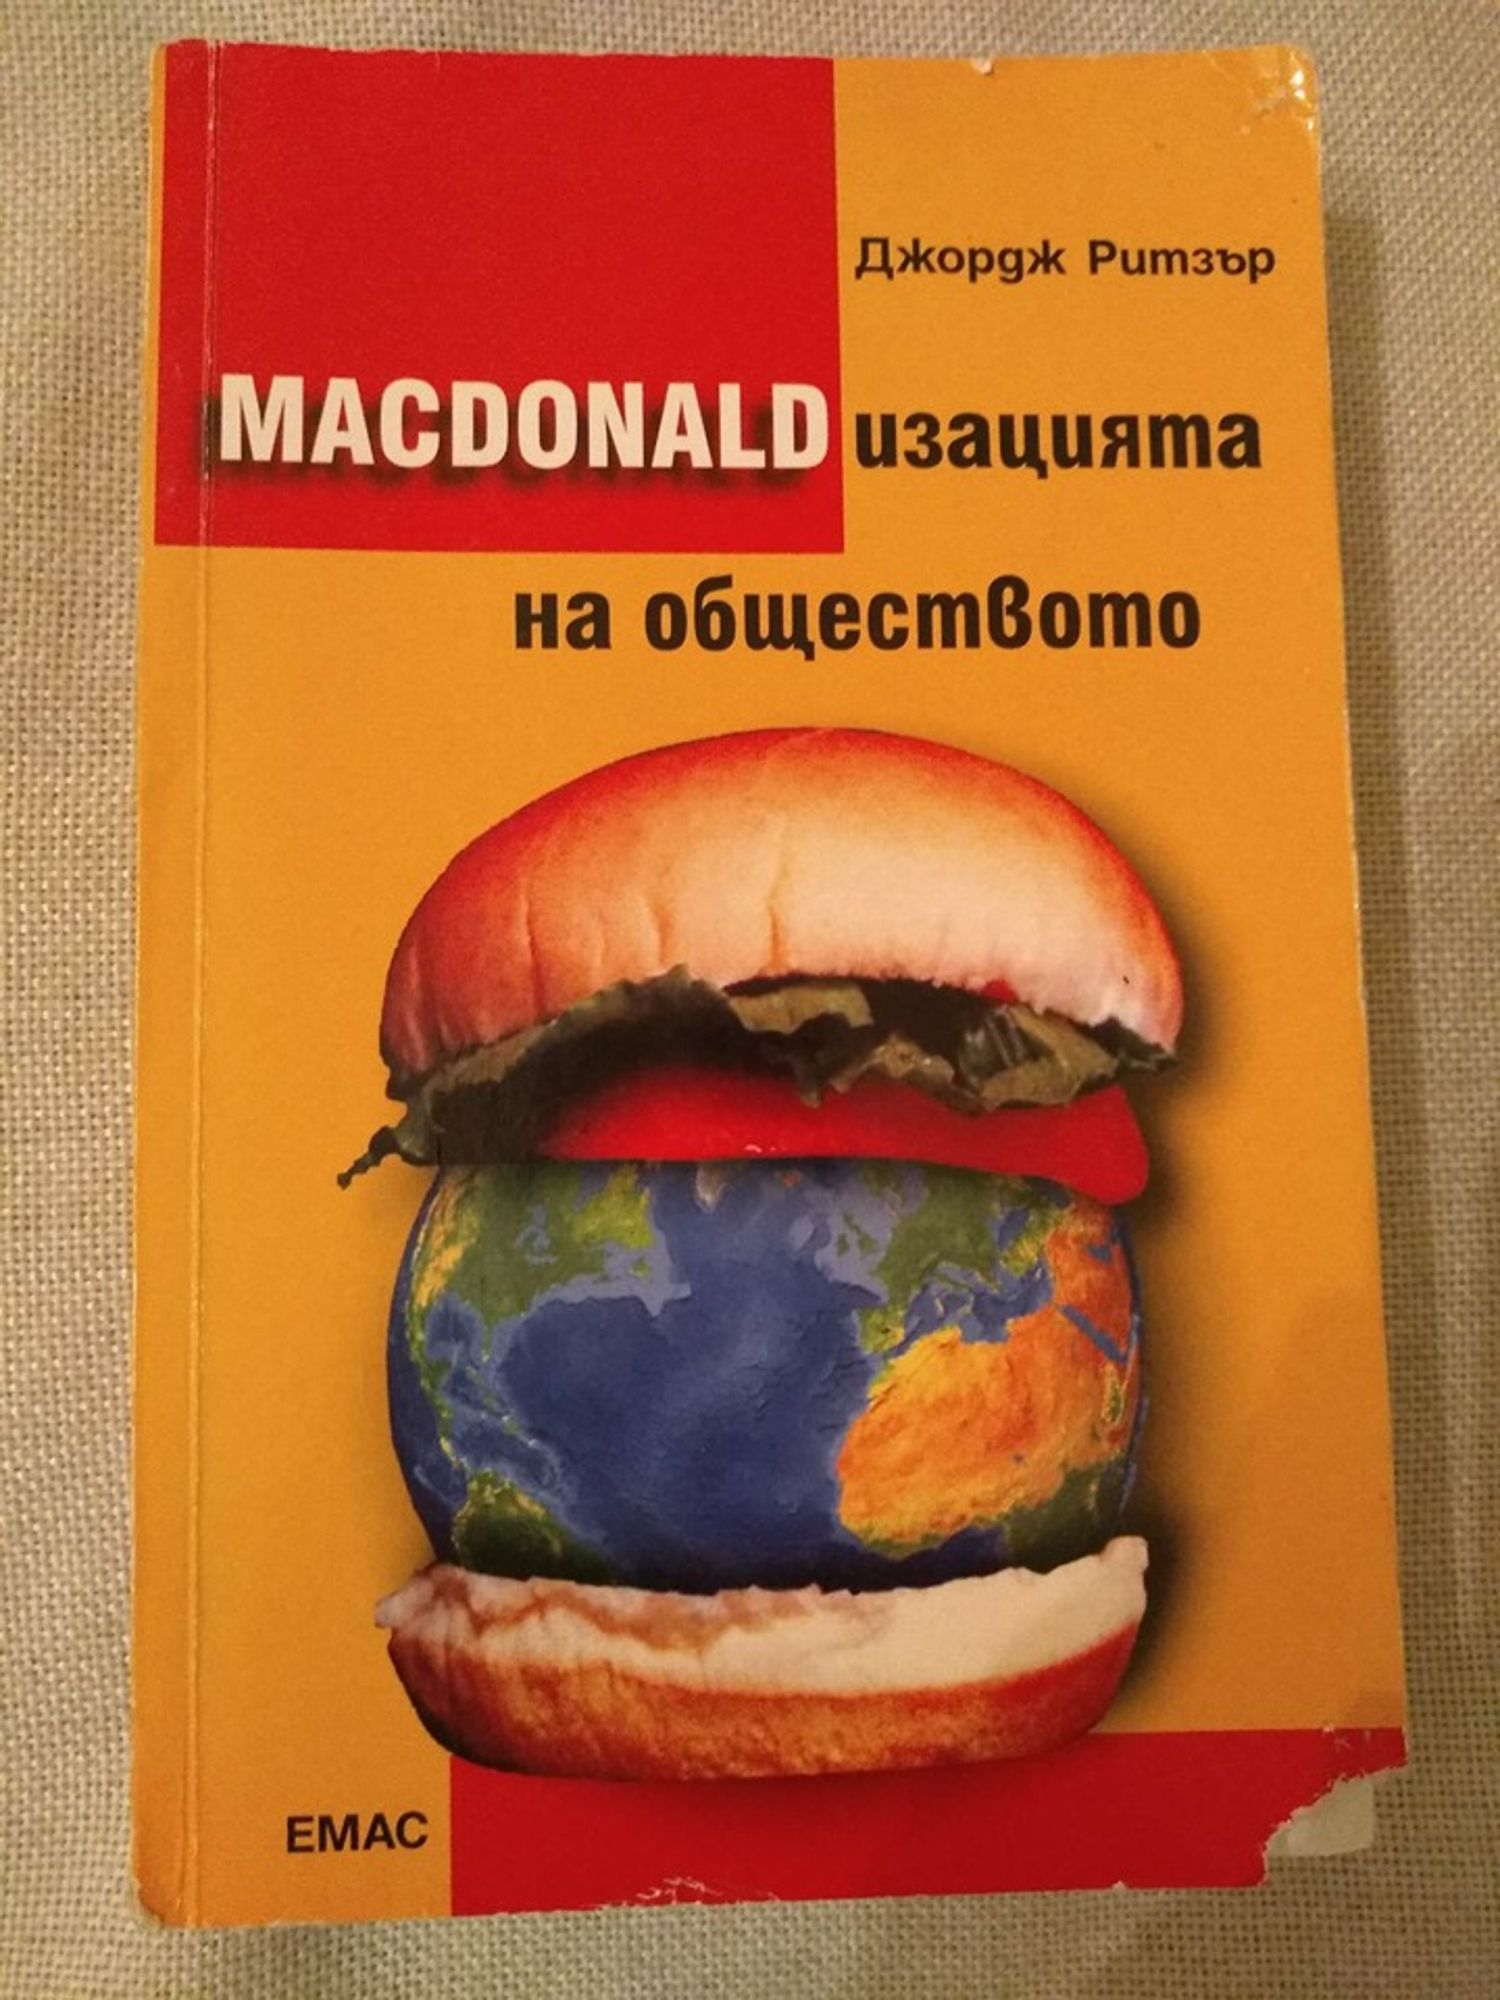 Джордж Ритзър
MACDONALDизацията
на обществото
ЕМАС